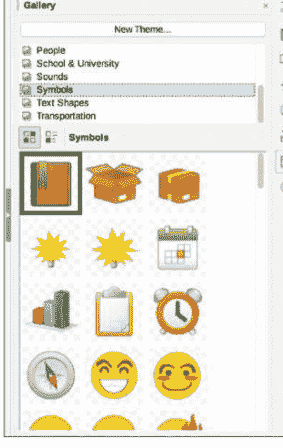 Gallery
New Theme...
People
School & University
Sounds
Symbols
Text Shapes
Transportation
Symbols